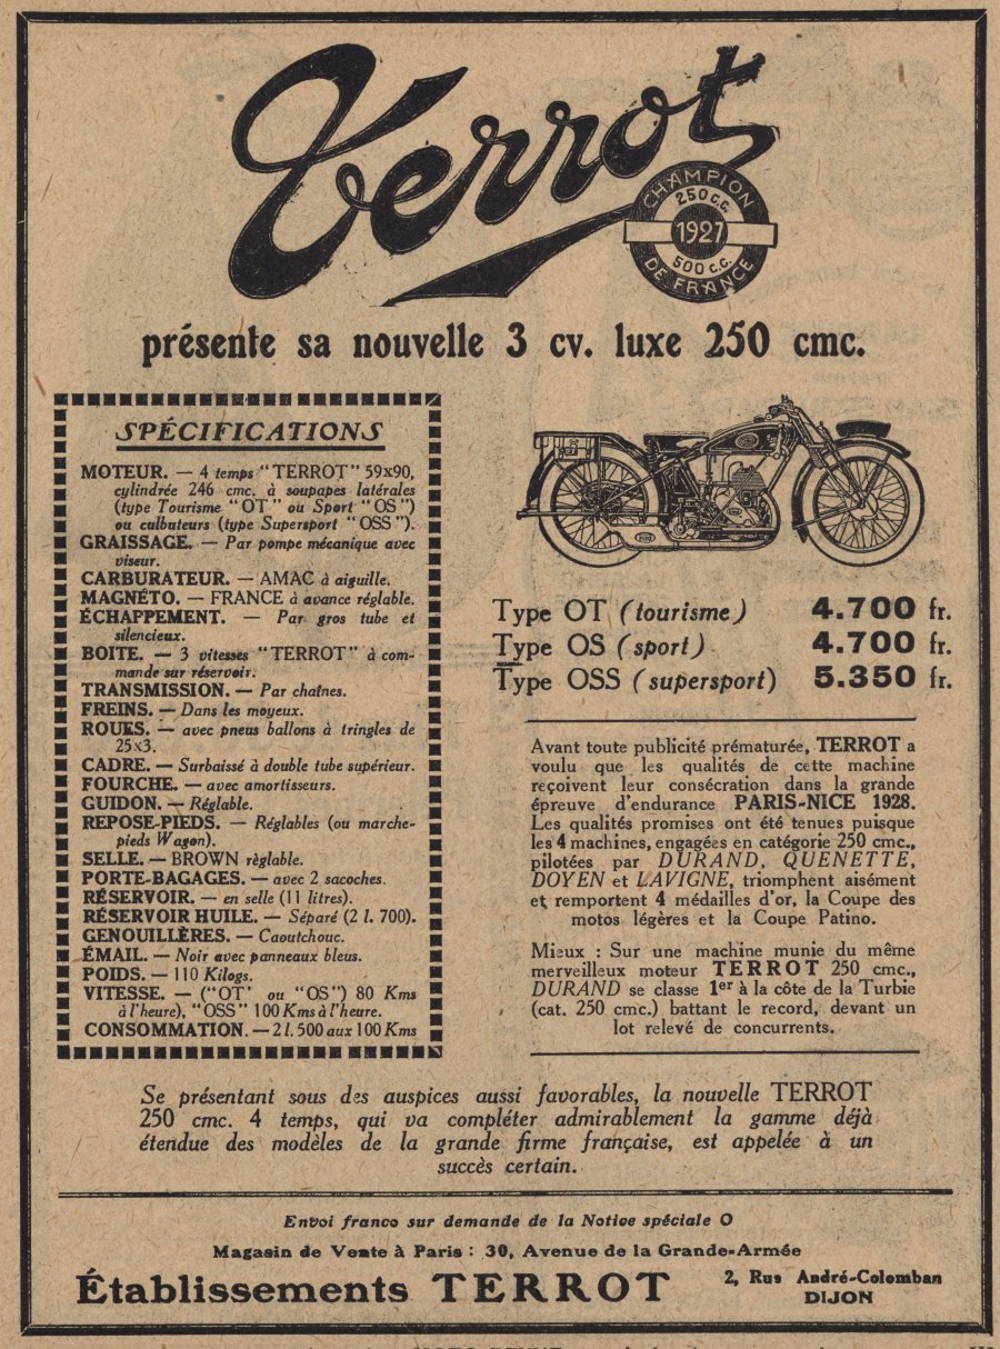 Terrot
CHAMPION
250 c.c.
1927
500 c.c.
DE FRANCE
présente sa nouvelle 3 cv. luxe 250 cmc.
SPÉCIFICATIONS
MOTEUR. — 4 temps "TERROT" 59x90,
cylindrée 246 cmc. à soupapes latérales
(type Tourisme "OT" ou Sport "OS")
ou culbuteurs (type Supersport "OSS").
GRAISSAGE. — Par pompe mécanique avec
viseur.
CARBURATEUR. — AMAC à aiguille.
MAGNÉTO. — FRANCE à avance réglable.
ÉCHAPPEMENT. — Par gros tube et
silencieux.
BOITE. — 3 vitesses "TERROT" à com-
mande sur réservoir.
TRANSMISSION. — Par chaînes.
FREINS. — Dans les moyeux.
ROUES. — avec pneus ballons à tringles de
25x3.
CADRE. — Surbaissé à double tube supérieur.
FOURCHE. — avec amortisseurs.
GUIDON. — Réglable.
REPOSE-PIEDS. — Réglables (ou marche-
pieds Wagon).
SELLE. — BROWN règlable.
PORTE-BAGAGES. — avec 2 sacoches.
RÉSERVOIR. — en selle (11 litres).
RÉSERVOIR HUILE. — Séparé (2 l. 700).
GENOUILLÈRES. — Caoutchouc.
ÉMAIL. — Noir avec panneaux bleus.
POIDS. — 110 Kilogs.
VITESSE. — ("OT' ou "OS") 80 Kms
à l'heure), "OSS" 100 Kms à l'heure.
CONSOMMATION. — 2 l. 500 aux 100 Kms
Type OT (tourisme) 4.700 fr.
Type OS (sport) 4.700 fr.
Type OSS (supersport) 5.350 fr.
Avant toute publicité prématurée, TERROT a
voulu que les qualités de cette machine
reçoivent leur consécration dans la grande
épreuve d'endurance PARIS-NICE 1928.
Les qualités promises ont été tenues puisque
les 4 machines, engagées en catégorie 250 cmc.,
pilotées par DURAND, QUENETTE,
DOYEN et LAVIGNE, triomphent aisément
et remportent 4 médailles d'or, la Coupe des
motos légères et la Coupe Patino.
Mieux : Sur une machine munie du même
merveilleux moteur TERROT 250 cmc.,
DURAND se classe 1er à la côte de la Turbie
(cat. 250 cmc.) battant le record, devant un
lot relevé de concurrents.
Se présentant sous des auspices aussi favorables, la nouvelle TERROT
250 cmc. 4 temps, qui va compléter admirablement la gamme déjà
étendue des modèles de la grande firme française, est appelée à un
succès certain.
Envoi franco sur demande de la Notice spéciale O
Magasin de Vente à Paris : 30, Avenue de la Grande-Armée
Établissements TERROT
2, Rue André-Colomban
DIJON